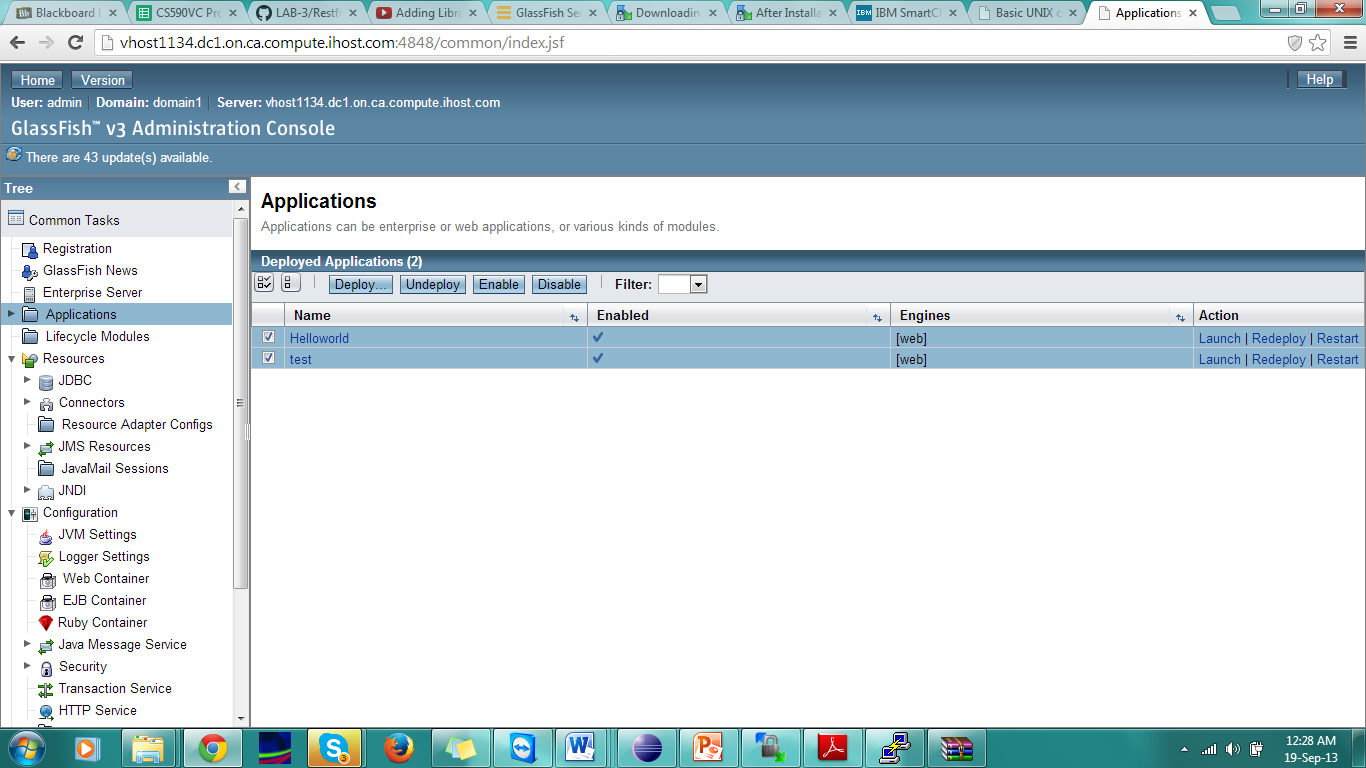 Blackboard L
CS590VC Pro
LAB-3/Restfu
Adding Libra
GlassFish Se
Downloadin
After Installa
IBM SmartCl
Basic UNIX c
Applications
vhost1134.dc1.on.ca.compute.ihost.com:4848/common/index.jsf
Home Version Help
User: admin Domain: domain1 Server: vhost1134.dc1.on.ca.compute.ihost.com
GlassFish™ v3 Administration Console
There are 43 update(s) available.
Tree
Common Tasks
Registration
GlassFish News
Enterprise Server
Applications
Lifecycle Modules
Resources
JDBC
Connectors
Resource Adapter Configs
JMS Resources
JavaMail Sessions
JNDI
Configuration
JVM Settings
Logger Settings
Web Container
EJB Container
Ruby Container
Java Message Service
Security
Transaction Service
HTTP Service
Applications
Applications can be enterprise or web applications, or various kinds of modules.
Deployed Applications (2)
Deploy... Undeploy Enable Disable Filter:
Name Enabled Engines Action
Helloworld [web] Launch | Redeploy | Restart
test [web] Launch | Redeploy | Restart
12:28 AM
19-Sep-13